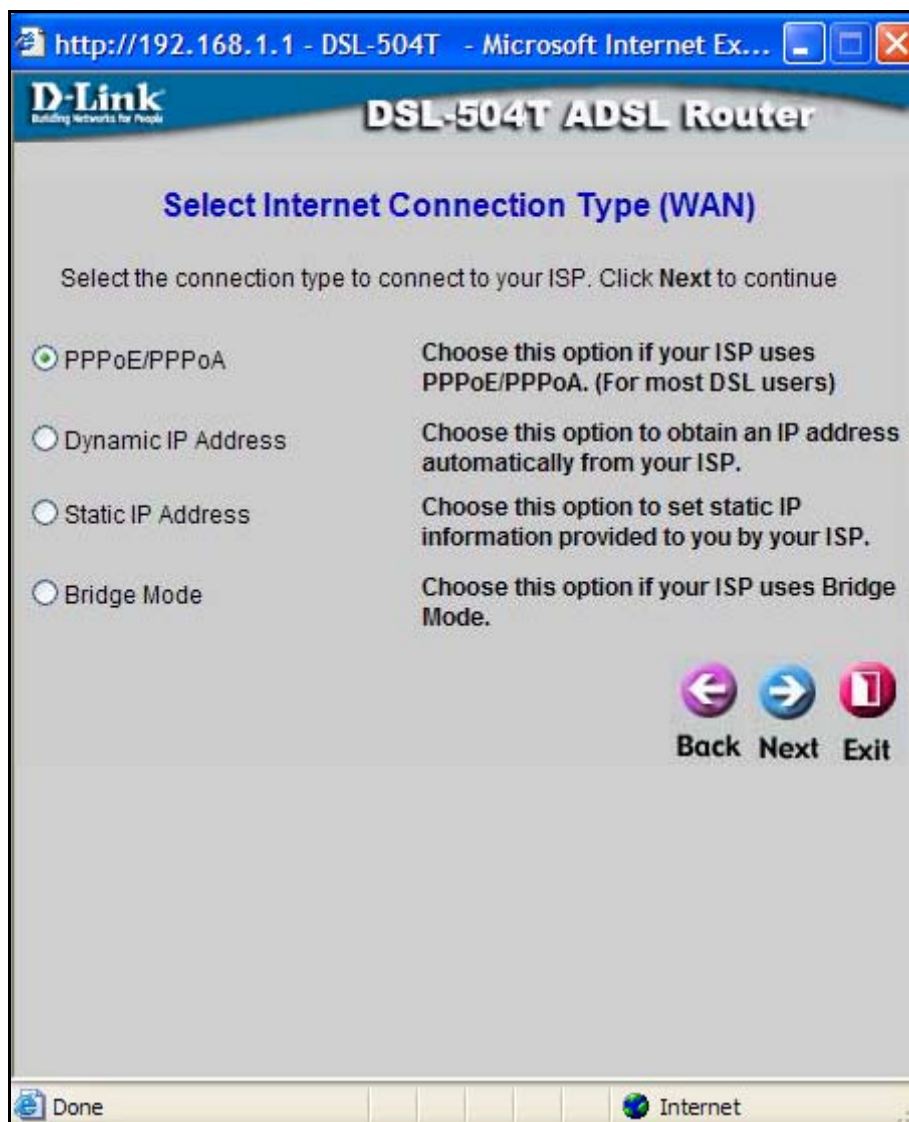 http://192.168.1.1 - DSL-504T - Microsoft Internet Ex...
D-Link
Building Networks for People
DSL-504T ADSL Router
Select Internet Connection Type (WAN)
Select the connection type to connect to your ISP. Click Next to continue
PPPoE/PPPoA
Choose this option if your ISP uses
PPPoE/PPPoA. (For most DSL users)
Dynamic IP Address
Choose this option to obtain an IP address
automatically from your ISP.
Static IP Address
Choose this option to set static IP
information provided to you by your ISP.
Bridge Mode
Choose this option if your ISP uses Bridge
Mode.
Back Next Exit
Done
Internet